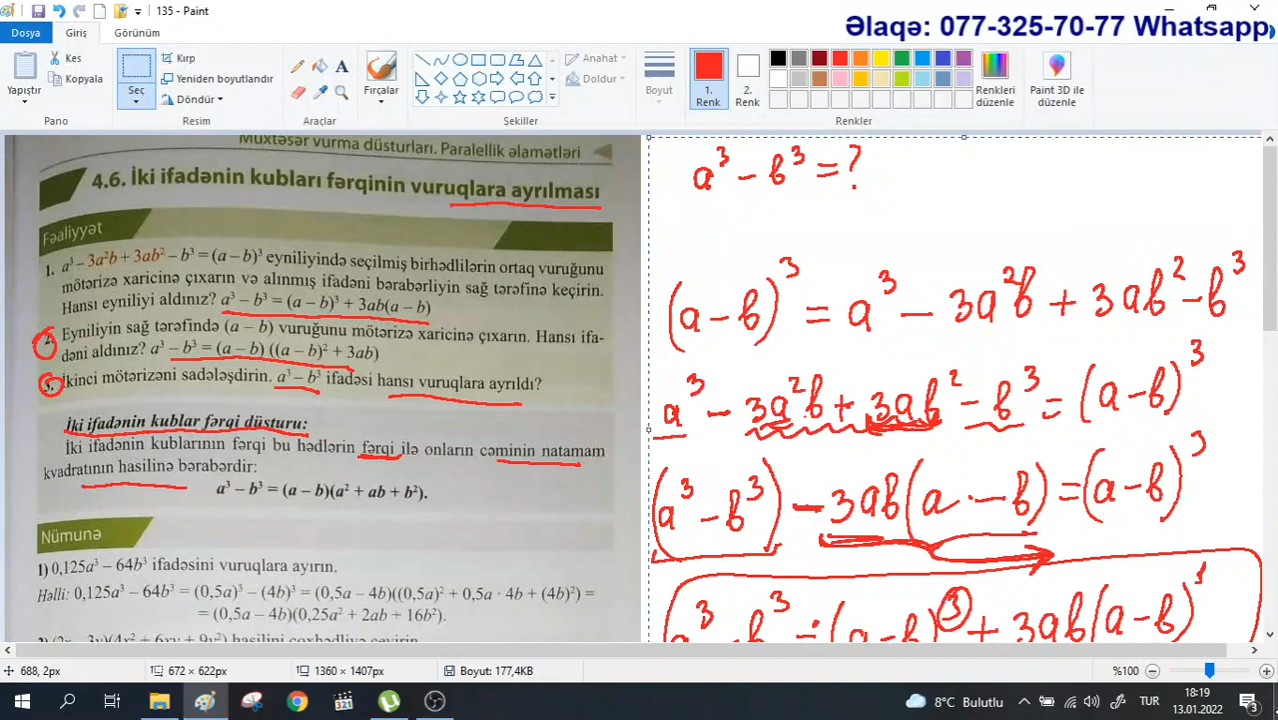 135 - Paint
Əlaqə: 077-325-70-77 Whatsapp
Dosya Giriş Görünüm
Yapıştır Kes Kopyala
Pano
Seç Kırp Yeniden boyutlandır Döndür
Resim
A
Araçlar
Fırçalar
Anahat Doldur
Şekiller
Boyut
1. Renk 2. Renk
Renkleri düzenle
Renkler
Paint 3D ile düzenle
Müxtəsər vurma düsturları. Paralellik əlamətləri
4.6. İki ifadənin kubları fərqinin vuruqlara ayrılması
Fəaliyyət
1. a³ – 3a²b + 3ab² – b³ = (a – b)³ eyniliyində seçilmiş birhədlilərin ortaq vuruğunu
mötərizə xaricinə çıxarın və alınmış ifadəni bərabərliyin sağ tərəfinə keçirin.
Hansı eyniliyi aldınız? a³ – b³ = (a – b)³ + 3ab(a – b)
2. Eyniliyin sağ tərəfində (a – b) vuruğunu mötərizə xaricinə çıxarın. Hansı ifa-
dəni aldınız? a³ – b³ = (a – b) ((a – b)² + 3ab)
3. İkinci mötərizəni sadələşdirin. a³ – b³ ifadəsi hansı vuruqlara ayrıldı?
İki ifadənin kublar fərqi düsturu:
İki ifadənin kublarının fərqi bu hədlərin fərqi ilə onların cəminin natamam
kvadratının hasilinə bərabərdir:
a³ – b³ = (a – b)(a² + ab + b²).
Nümunə
1) 0,125a³ – 64b³ ifadəsini vuruqlara ayırın.
Həlli: 0,125a³ – 64b³ = (0,5a)³ – (4b)³ = (0,5a – 4b)((0,5a)² + 0,5a · 4b + (4b)²) =
= (0,5a – 4b)(0,25a² + 2ab + 16b²).
a³ – b³ = ?
(a – b)³ = a³ – 3a²b + 3ab² – b³
a³ – 3a²b + 3ab² – b³ = (a – b)³
(a³ – b³) – 3ab(a – b) = (a – b)³
a³ – b³ = (a – b)³ + 3ab(a – b)¹
688, 2px 672 × 622px 1360 × 1407px Boyut: 177,4KB %100
8°C Bulutlu TUR 18:19
13.01.2022 3